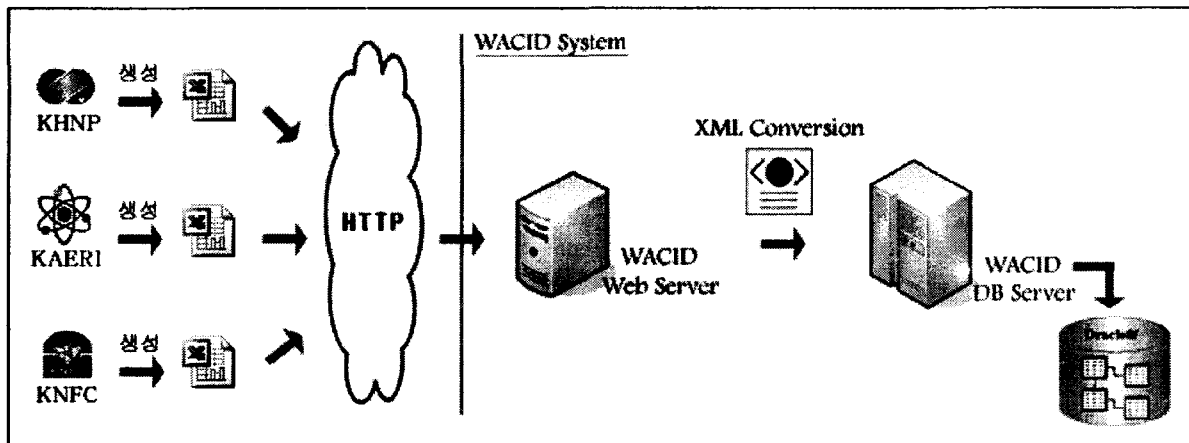 WACID System
생성
KHNP
생성
KAERI
생성
KNFC
HTTP
WACID
Web Server
XML Conversion
WACID
DB Server